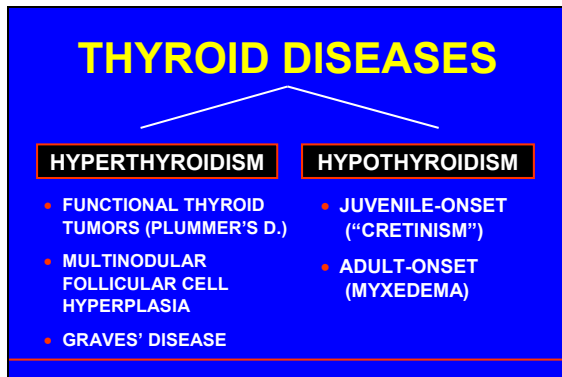 THYROID DISEASES
HYPERTHYROIDISM
• FUNCTIONAL THYROID
TUMORS (PLUMMER'S D.)
• MULTINODULAR
FOLLICULAR CELL
HYPERPLASIA
• GRAVES' DISEASE
HYPOTHYROIDISM
• JUVENILE-ONSET
(“CRETINISM”)
• ADULT-ONSET
(MYXEDEMA)